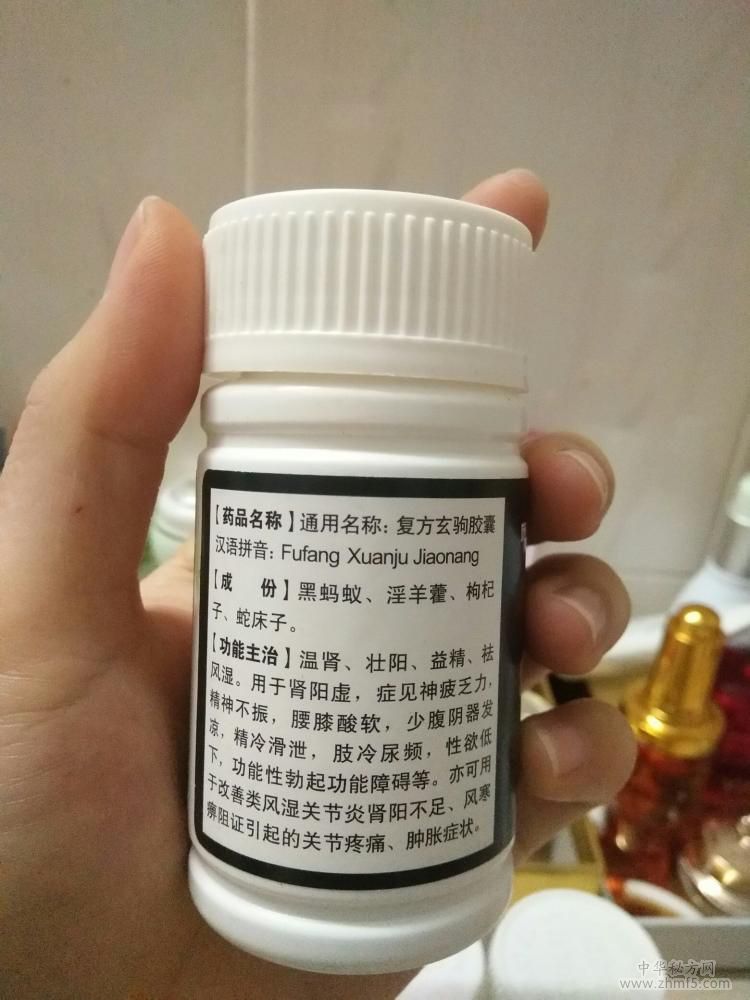 【药品名称】通用名称：复方玄驹胶囊
汉语拼音：Fufang Xuanju Jiaonang
【成　份】黑蚂蚁、淫羊藿、枸杞
子、蛇床子。
【功能主治】温肾、壮阳、益精、祛
风湿。用于肾阳虚，症见神疲乏力，
精神不振，腰膝酸软，少腹阴器发
凉，精冷滑泄，肢冷尿频，性欲低
下，功能性勃起功能障碍等。亦可用
于改善类风湿关节炎肾阳不足、风寒
痹阻证引起的关节疼痛、肿胀症状。
中华秘方网
www.zhmf5.com